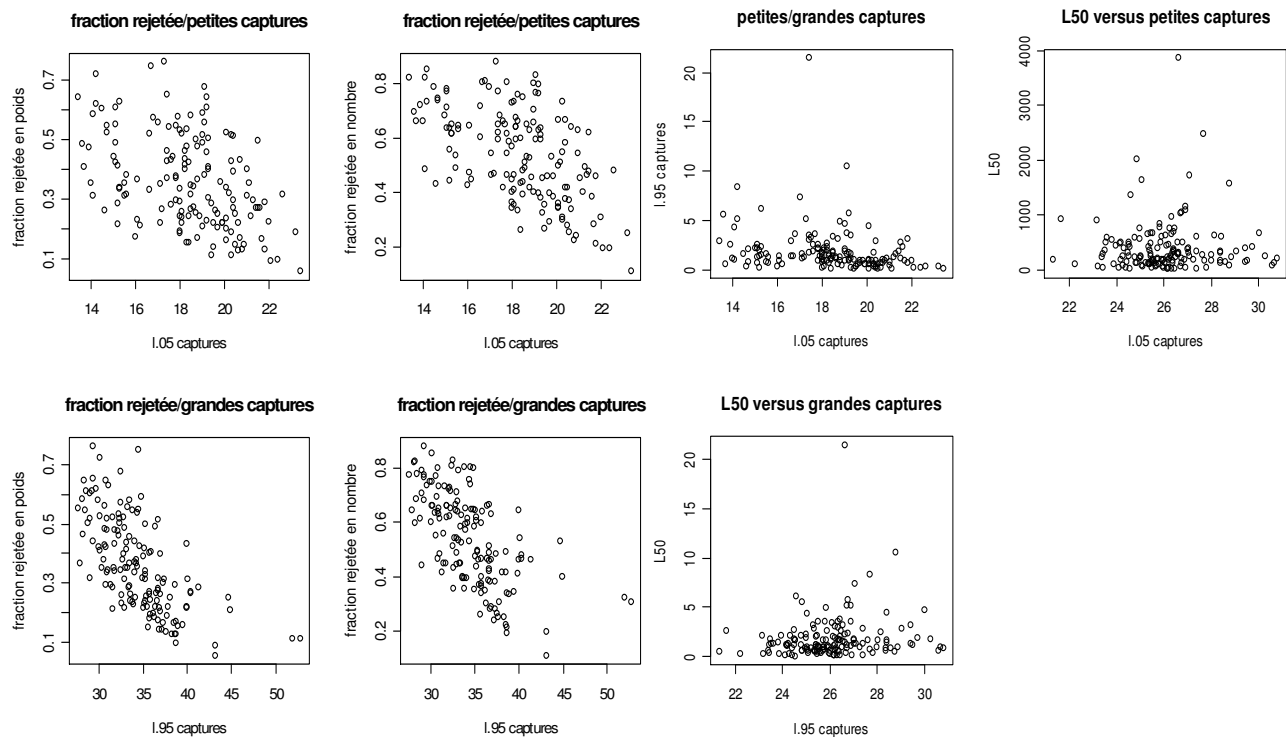 fraction rejetée/petites captures
fraction rejetée en poids
0.7
0.5
0.3
0.1
14 16 18 20 22
l.05 captures
fraction rejetée/petites captures
fraction rejetée en nombre
0.8
0.6
0.4
0.2
14 16 18 20 22
l.05 captures
petites/grandes captures
l.95 captures
20
15
10
5
0
14 16 18 20 22
l.05 captures
L50 versus petites captures
L50
4000
3000
2000
1000
0
22 24 26 28 30
l.05 captures
fraction rejetée/grandes captures
fraction rejetée en poids
0.7
0.5
0.3
0.1
30 35 40 45 50
l.95 captures
fraction rejetée/grandes captures
fraction rejetée en nombre
0.8
0.6
0.4
0.2
30 35 40 45 50
l.95 captures
L50 versus grandes captures
L50
20
15
10
5
0
22 24 26 28 30
l.95 captures